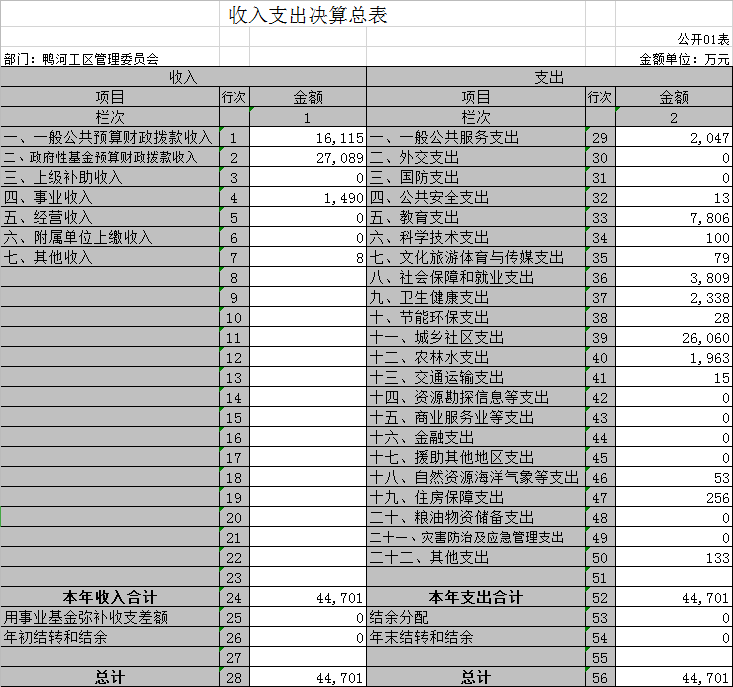 收入支出决算总表
公开01表
部门：鸭河工区管理委员会 金额单位：万元
收入 支出
项目 行次 金额 项目 行次 金额
栏次 1 栏次 2
一、一般公共预算财政拨款收入 1 16,115 一、一般公共服务支出 29 2,047
二、政府性基金预算财政拨款收入 2 27,089 二、外交支出 30 0
三、上级补助收入 3 0 三、国防支出 31 0
四、事业收入 4 1,490 四、公共安全支出 32 13
五、经营收入 5 0 五、教育支出 33 7,806
六、附属单位上缴收入 6 0 六、科学技术支出 34 100
七、其他收入 7 8 七、文化旅游体育与传媒支出 35 79
8 八、社会保障和就业支出 36 3,809
9 九、卫生健康支出 37 2,338
10 十、节能环保支出 38 28
11 十一、城乡社区支出 39 26,060
12 十二、农林水支出 40 1,963
13 十三、交通运输支出 41 15
14 十四、资源勘探信息等支出 42 0
15 十五、商业服务业等支出 43 0
16 十六、金融支出 44 0
17 十七、援助其他地区支出 45 0
18 十八、自然资源海洋气象等支出 46 53
19 十九、住房保障支出 47 256
20 二十、粮油物资储备支出 48 0
21 二十一、灾害防治及应急管理支出 49 0
22 二十二、其他支出 50 133
23 51
本年收入合计 24 44,701 本年支出合计 52 44,701
用事业基金弥补收支差额 25 0 结余分配 53 0
年初结转和结余 26 0 年末结转和结余 54 0
27 55
总计 28 44,701 总计 56 44,701